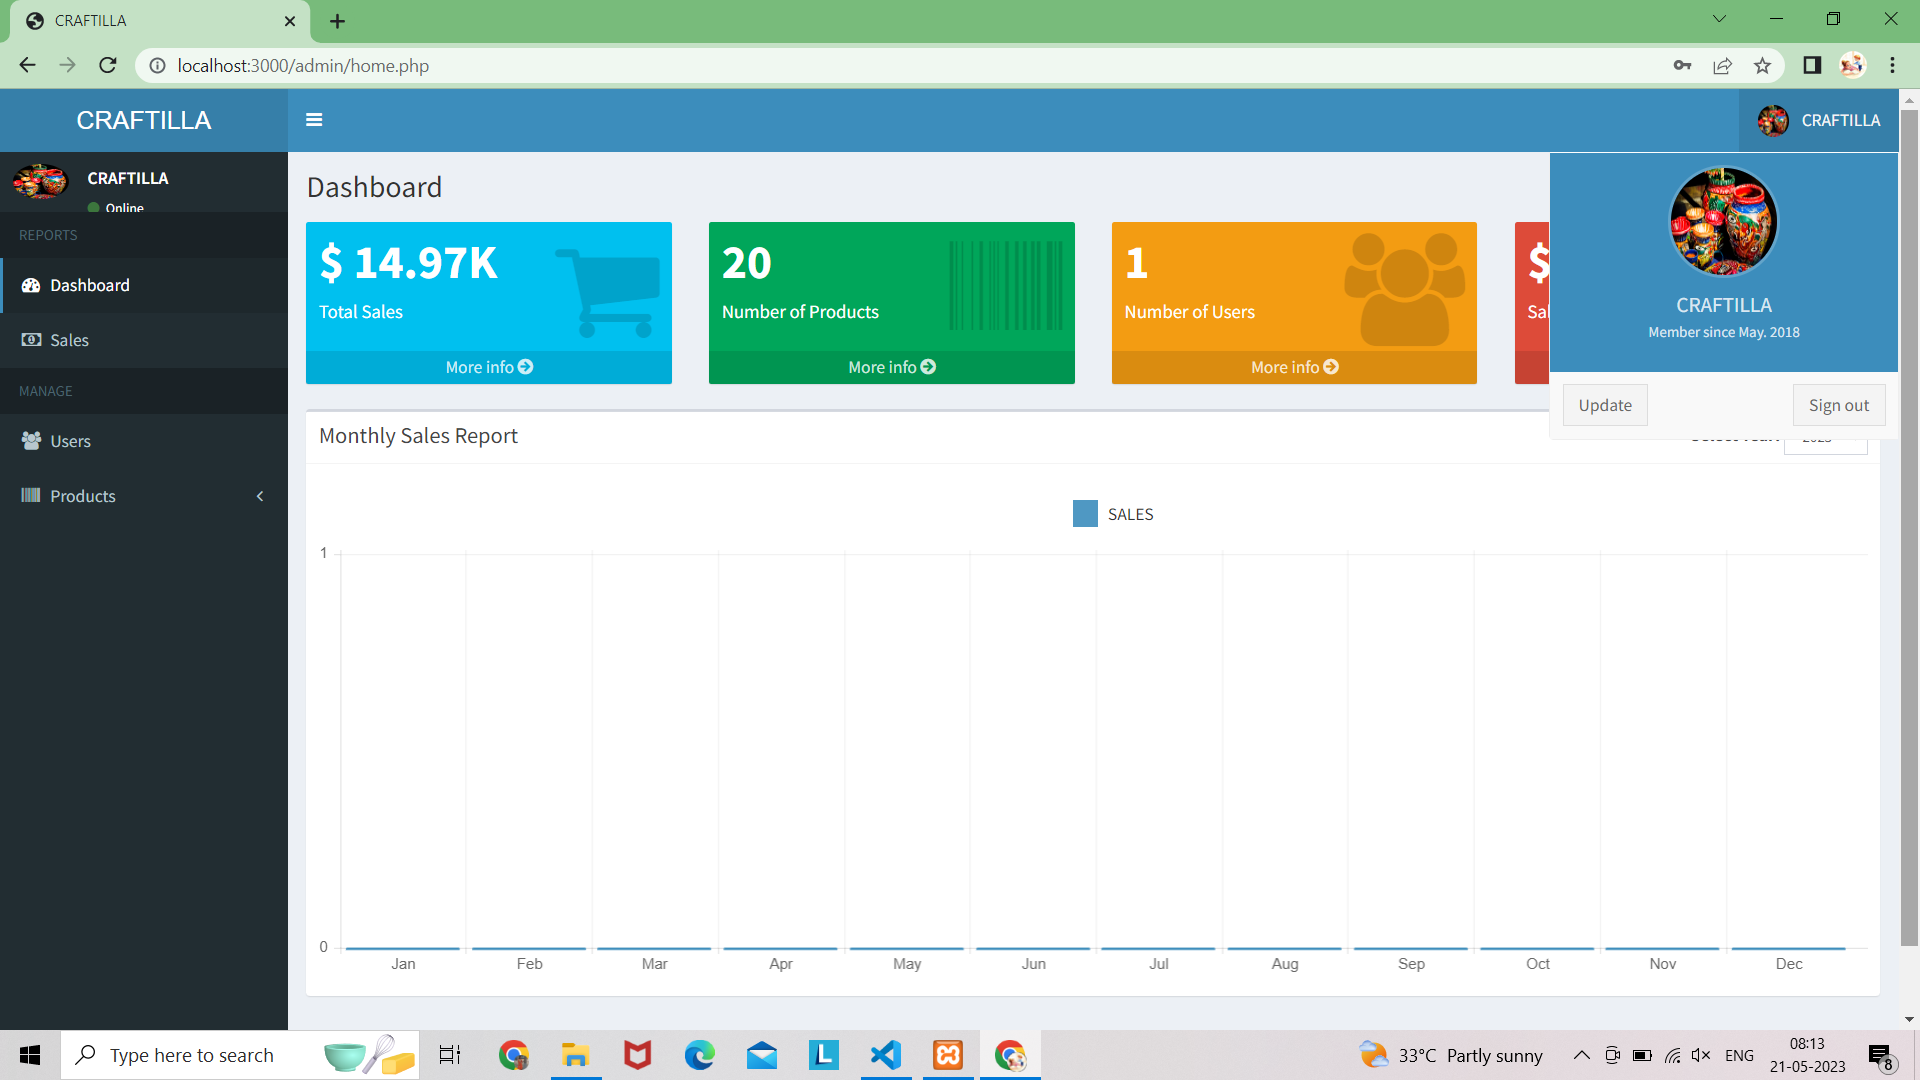 CRAFTILLA
localhost:3000/admin/home.php
CRAFTILLA
CRAFTILLA
CRAFTILLA
Online
REPORTS
Dashboard
Sales
MANAGE
Users
Products
Dashboard
$ 14.97K
Total Sales
More info
20
Number of Products
More info
1
Number of Users
More info
$
CRAFTILLA
Member since May. 2018
Update
Sign out
Monthly Sales Report
SALES
1
0
Jan Feb Mar Apr May Jun Jul Aug Sep Oct Nov Dec
Type here to search
33°C Partly sunny
ENG
08:13
21-05-2023
8